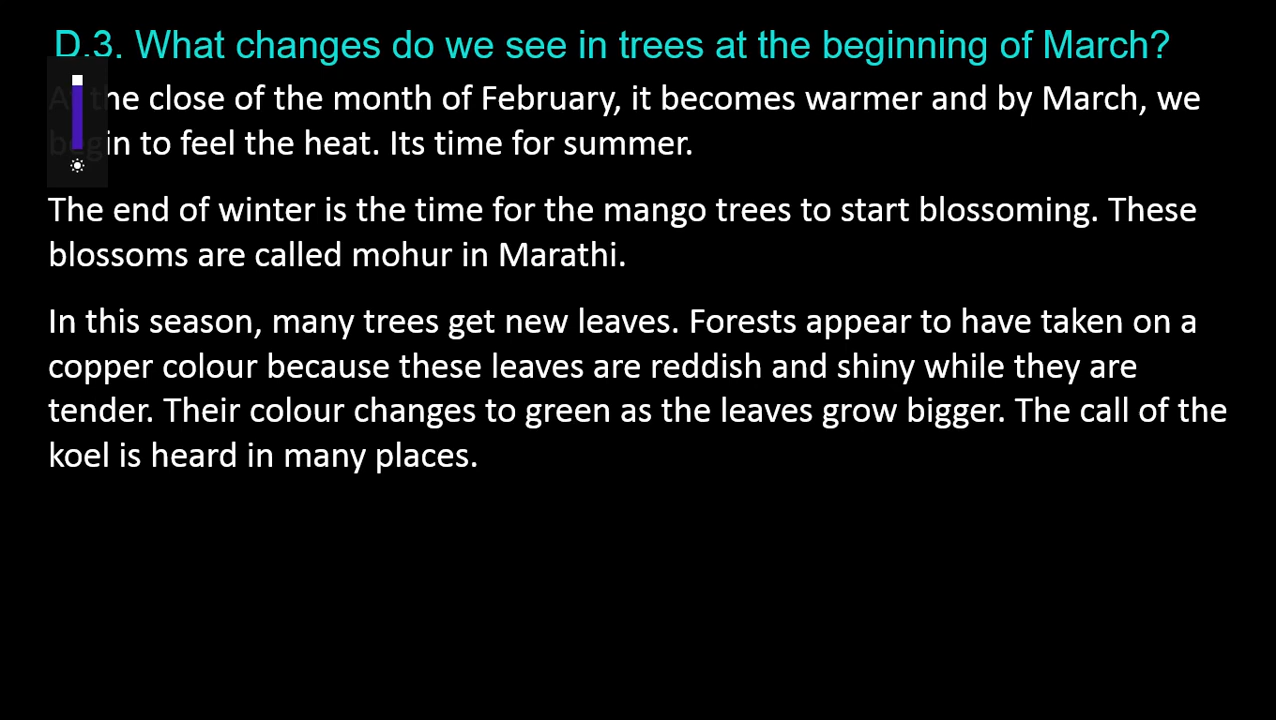 D.3. What changes do we see in trees at the beginning of March?
At the close of the month of February, it becomes warmer and by March, we
begin to feel the heat. Its time for summer.
The end of winter is the time for the mango trees to start blossoming. These
blossoms are called mohur in Marathi.
In this season, many trees get new leaves. Forests appear to have taken on a
copper colour because these leaves are reddish and shiny while they are
tender. Their colour changes to green as the leaves grow bigger. The call of the
koel is heard in many places.